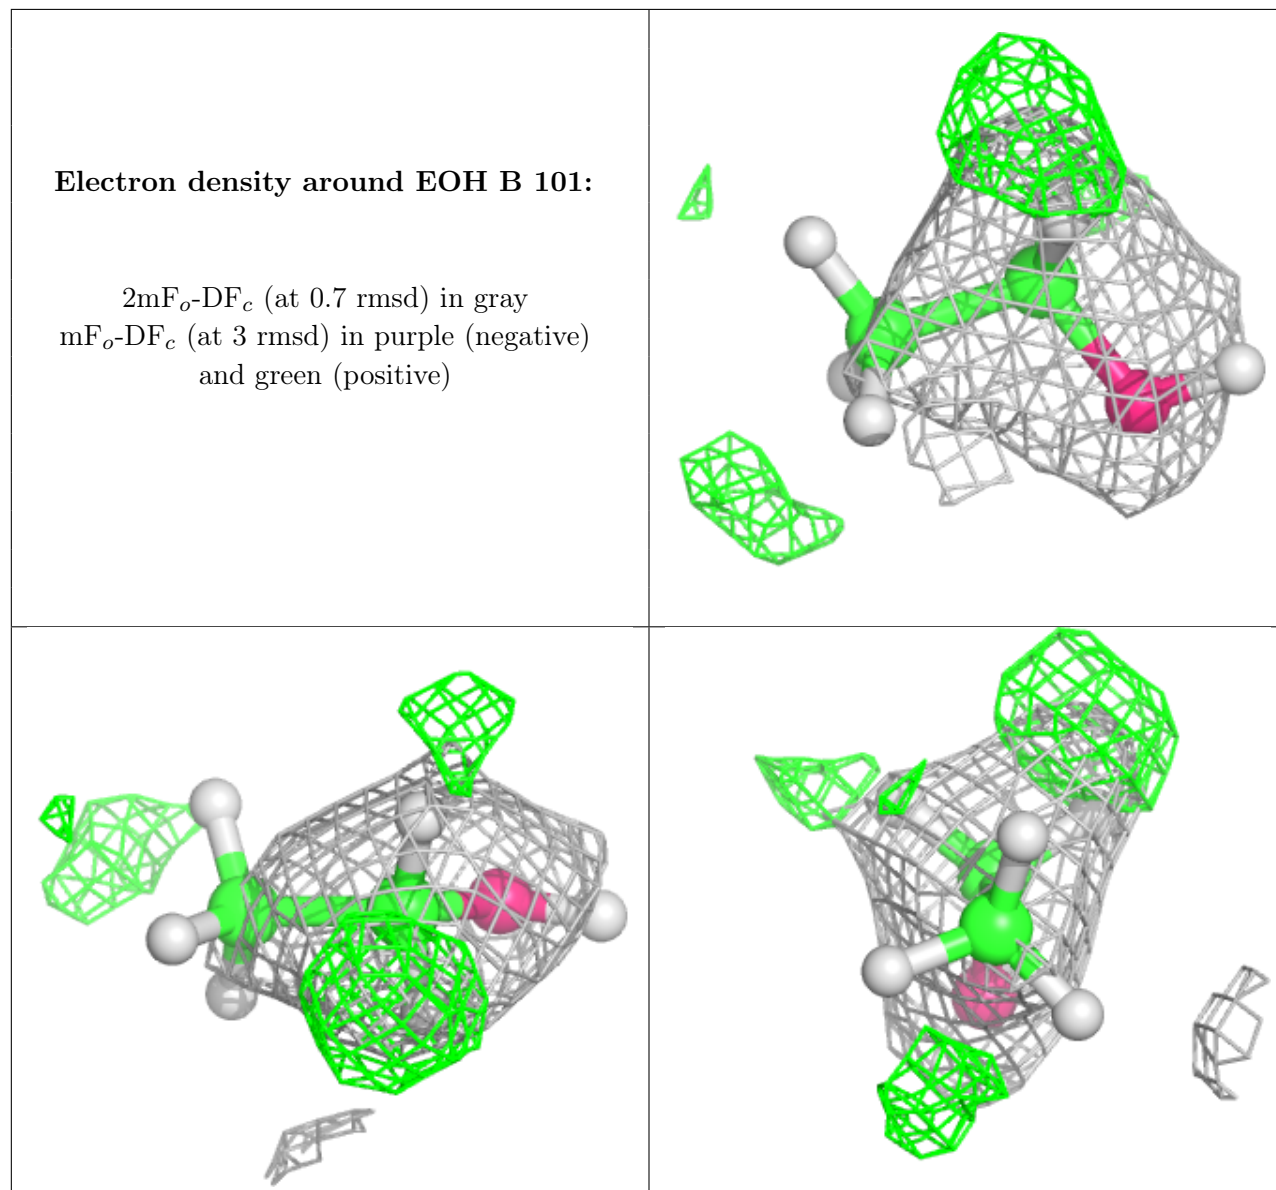 Electron density around EOH B 101:
2mFo-DFc (at 0.7 rmsd) in gray
mFo-DFc (at 3 rmsd) in purple (negative)
and green (positive)